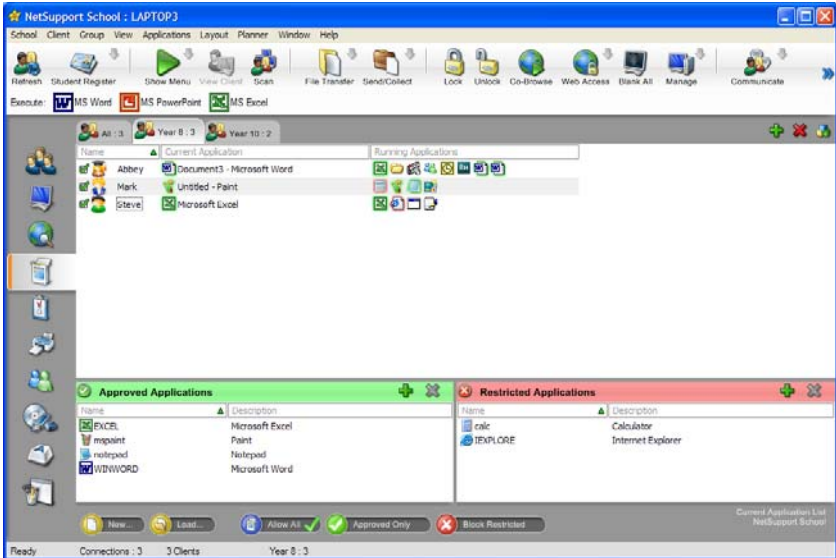 NetSupport School : LAPTOP3
School Client Group View Applications Layout Planner Window Help
Refresh Student Register Show Menu View Client Scan File Transfer Send/Collect Lock Unlock Co-Browse Web Access Blank All Manage Communicate
Execute: MS Word MS PowerPoint MS Excel
All : 3 Year 8 : 3 Year 10 : 2
Name Current Application Running Applications
Abbey Document3 - Microsoft Word
Mark Untitled - Paint
Steve Microsoft Excel
Approved Applications
Name Description
EXCEL Microsoft Excel
mspaint Paint
notepad Notepad
WINWORD Microsoft Word
Restricted Applications
Name Description
calc Calculator
IEXPLORE Internet Explorer
New... Load... Allow All Approved Only Block Restricted
Current Application List
NetSupport School
Ready Connections : 3 3 Clients Year 8 : 3